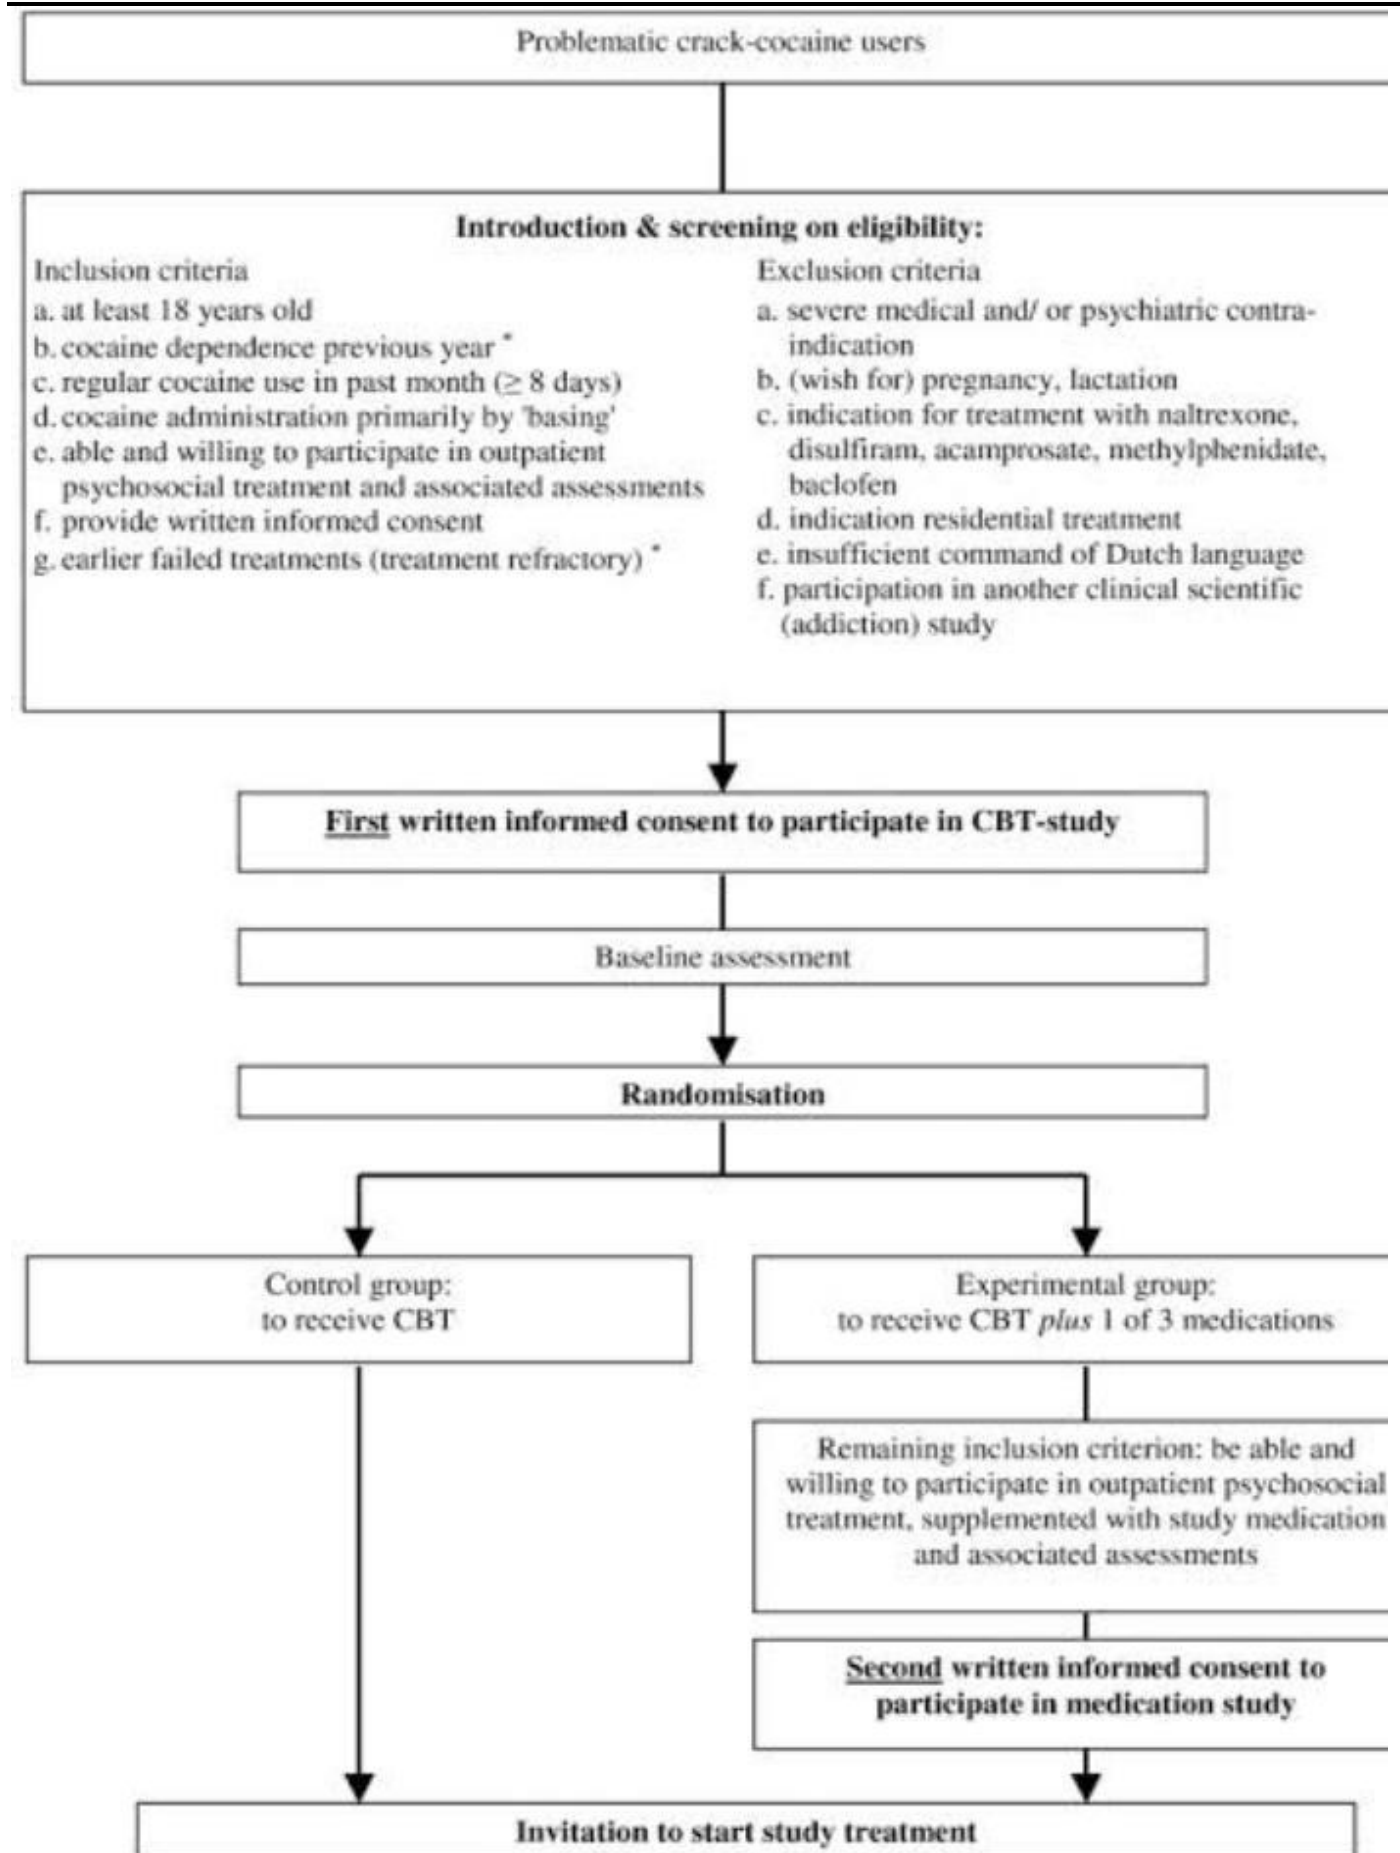 Problematic crack-cocaine users
Introduction & screening on eligibility:
Inclusion criteria
a. at least 18 years old
b. cocaine dependence previous year *
c. regular cocaine use in past month (≥ 8 days)
d. cocaine administration primarily by 'basing'
e. able and willing to participate in outpatient
psychosocial treatment and associated assessments
f. provide written informed consent
g. earlier failed treatments (treatment refractory) *
Exclusion criteria
a. severe medical and/ or psychiatric contra-
indication
b. (wish for) pregnancy, lactation
c. indication for treatment with naltrexone,
disulfiram, acamprosate, methylphenidate,
baclofen
d. indication residential treatment
e. insufficient command of Dutch language
f. participation in another clinical scientific
(addiction) study
First written informed consent to participate in CBT-study
Baseline assessment
Randomisation
Control group:
to receive CBT
Experimental group:
to receive CBT plus 1 of 3 medications
Remaining inclusion criterion: be able and
willing to participate in outpatient psychosocial
treatment, supplemented with study medication
and associated assessments
Second written informed consent to
participate in medication study
Invitation to start study treatment